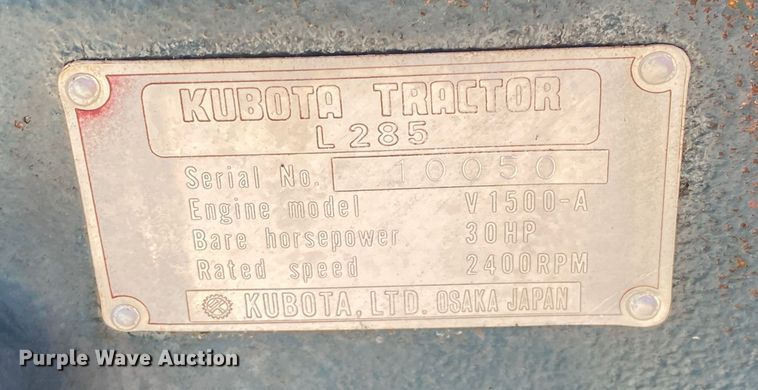 KUBOTA TRACTOR
L285
Serial No. 10050
Engine model V1500-A
Bare horsepower 30HP
Rated speed 2400RPM
KUBOTA, LTD. OSAKA JAPAN
Purple Wave Auction